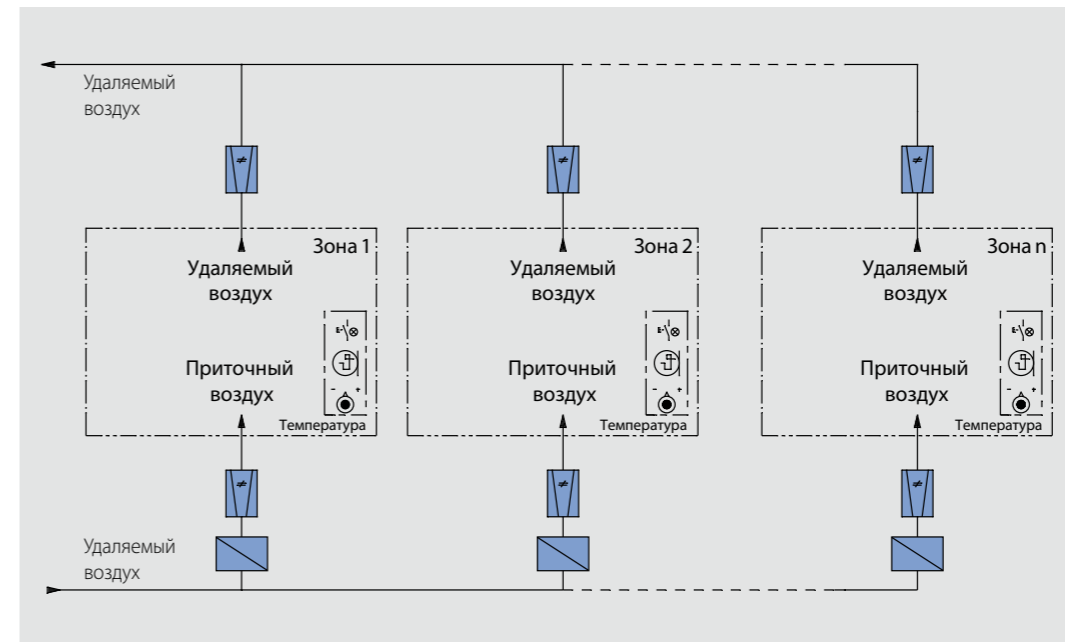 Удаляемый
воздух
Зона 1
Удаляемый
воздух
Приточный
воздух
E-
- +
Температура
Зона 2
Удаляемый
воздух
Приточный
воздух
E-
- +
Температура
Зона n
Удаляемый
воздух
Приточный
воздух
E-
- +
Температура
Удаляемый
воздух